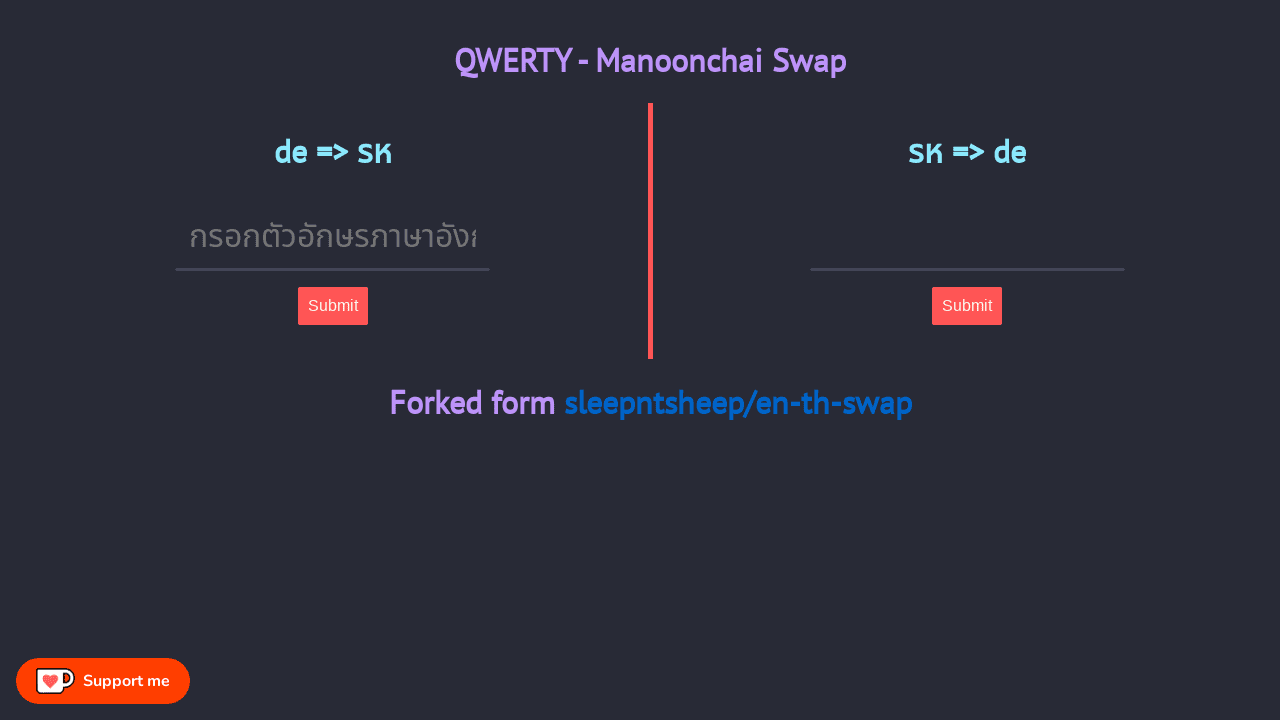 QWERTY - Manoonchai Swap
de => รห
รห => de
กรอกตัวอักษรภาษาอัง
Submit
Submit
Forked form sleepntsheep/en-th-swap
Support me